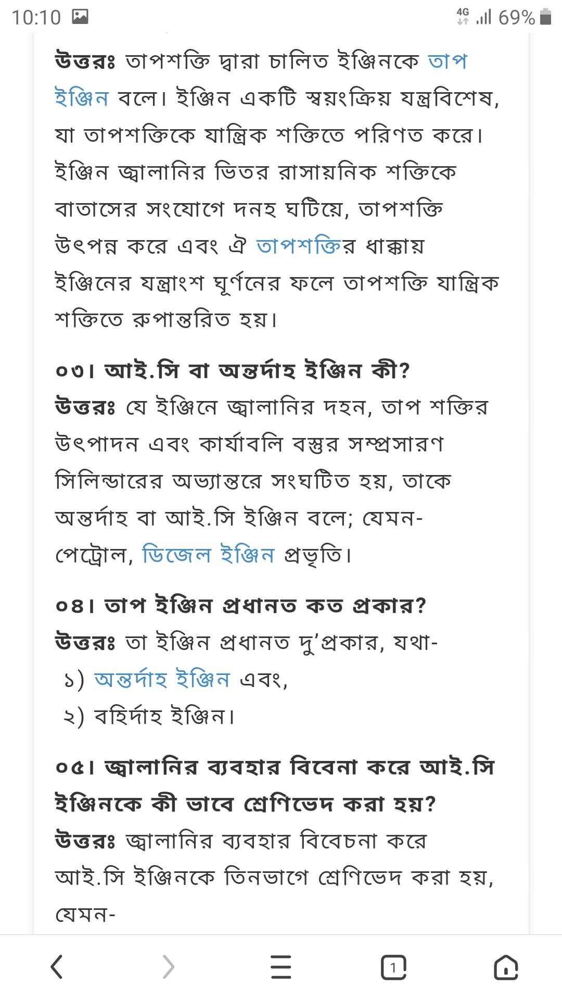 10:10 4G 69%
উত্তরঃ তাপশক্তি দ্বারা চালিত ইঞ্জিনকে তাপ
ইঞ্জিন বলে। ইঞ্জিন একটি স্বয়ংক্রিয় যন্ত্রবিশেষ,
যা তাপশক্তিকে যান্ত্রিক শক্তিতে পরিণত করে।
ইঞ্জিন জ্বালানির ভিতর রাসায়নিক শক্তিকে
বাতাসের সংযোগে দনহ ঘটিয়ে, তাপশক্তি
উৎপন্ন করে এবং ঐ তাপশক্তির ধাক্কায়
ইঞ্জিনের যন্ত্রাংশ ঘূর্ণনের ফলে তাপশক্তি যান্ত্রিক
শক্তিতে রুপান্তরিত হয়।
০৩। আই.সি বা অন্তর্দাহ ইঞ্জিন কী?
উত্তরঃ যে ইঞ্জিনে জ্বালানির দহন, তাপ শক্তির
উৎপাদন এবং কার্যাবলি বস্তুর সম্প্রসারণ
সিলিন্ডারের অভ্যান্তরে সংঘটিত হয়, তাকে
অন্তর্দাহ বা আই.সি ইঞ্জিন বলে; যেমন-
পেট্রোল, ডিজেল ইঞ্জিন প্রভৃতি।
০৪। তাপ ইঞ্জিন প্রধানত কত প্রকার?
উত্তরঃ তা ইঞ্জিন প্রধানত দু’প্রকার, যথা-
১) অন্তর্দাহ ইঞ্জিন এবং,
২) বহির্দাহ ইঞ্জিন।
০৫। জ্বালানির ব্যবহার বিবেনা করে আই.সি
ইঞ্জিনকে কী ভাবে শ্রেণিভেদ করা হয়?
উত্তরঃ জ্বালানির ব্যবহার বিবেচনা করে
আই.সি ইঞ্জিনকে তিনভাগে শ্রেণিভেদ করা হয়,
যেমন-
1